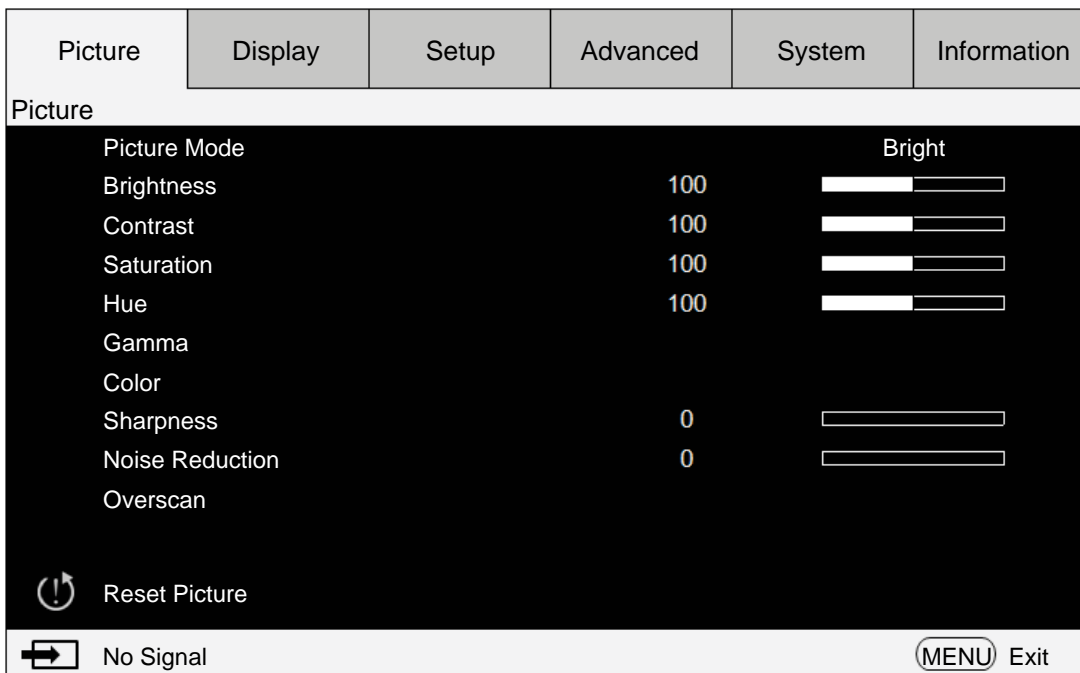 Picture Display Setup Advanced System Information
Picture
Picture Mode Bright
Brightness 100
Contrast 100
Saturation 100
Hue 100
Gamma
Color
Sharpness 0
Noise Reduction 0
Overscan
Reset Picture
No Signal MENU Exit